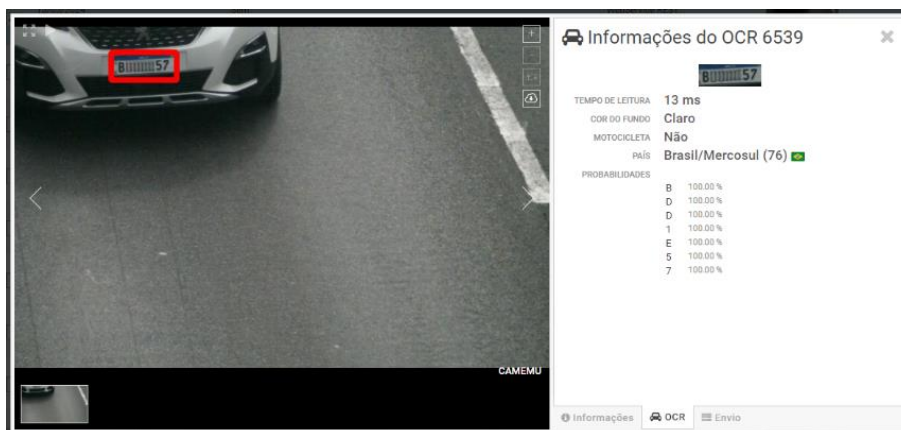 Informações do OCR 6539
B 57
B 57
TEMPO DE LEITURA 13 ms
COR DO FUNDO Claro
MOTOCICLETA Não
PAÍS Brasil/Mercosul (76)
PROBABILIDADES
B 100.00 %
D 100.00 %
D 100.00 %
1 100.00 %
E 100.00 %
5 100.00 %
7 100.00 %
CAMEMU
Informações OCR Envio